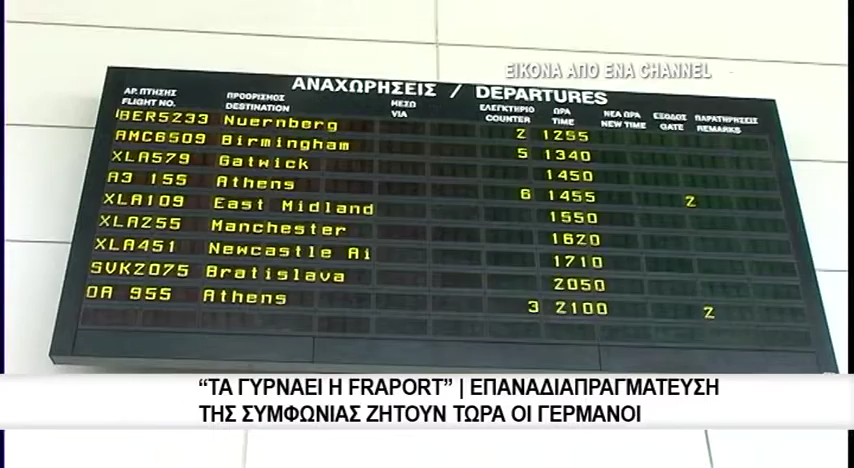 ΕΙΚΟΝΑ ΑΠΟ ΕΝΑ CHANNEL
ΑΝΑΧΩΡΗΣΕΙΣ / DEPARTURES
ΑΡ. ΠΤΗΣΗΣ ΠΡΟΟΡΙΣΜΟΣ ΜΕΣΩ ΕΛΕΓΚΤΗΡΙΟ ΩΡΑ ΝΕΑ ΩΡΑ ΕΞΟΔΟΣ ΠΑΡΑΤΗΡΗΣΕΙΣ
FLIGHT NO. DESTINATION VIA COUNTER TIME NEW TIME GATE REMARKS
BER5233 Nuernberg 2 1255
AMC6509 Birmingham 5 1340
XLA579 Gatwick 1450
A3 155 Athens 6 1455 2
XLA109 East Midland 1550
XLA255 Manchester 1620
XLA451 Newcastle Ai 1710
SVK2075 Bratislava 2050
OA 955 Athens 3 2100 2
“ΤΑ ΓΥΡΝΑΕΙ Η FRAPORT” | ΕΠΑΝΑΔΙΑΠΡΑΓΜΑΤΕΥΣΗ
ΤΗΣ ΣΥΜΦΩΝΙΑΣ ΖΗΤΟΥΝ ΤΩΡΑ ΟΙ ΓΕΡΜΑΝΟΙ